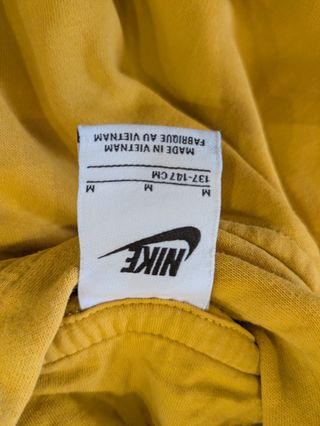 NIKE
M M M
137-147 CM
MADE IN VIETNAM
FABRIQUE AU VIETNAM